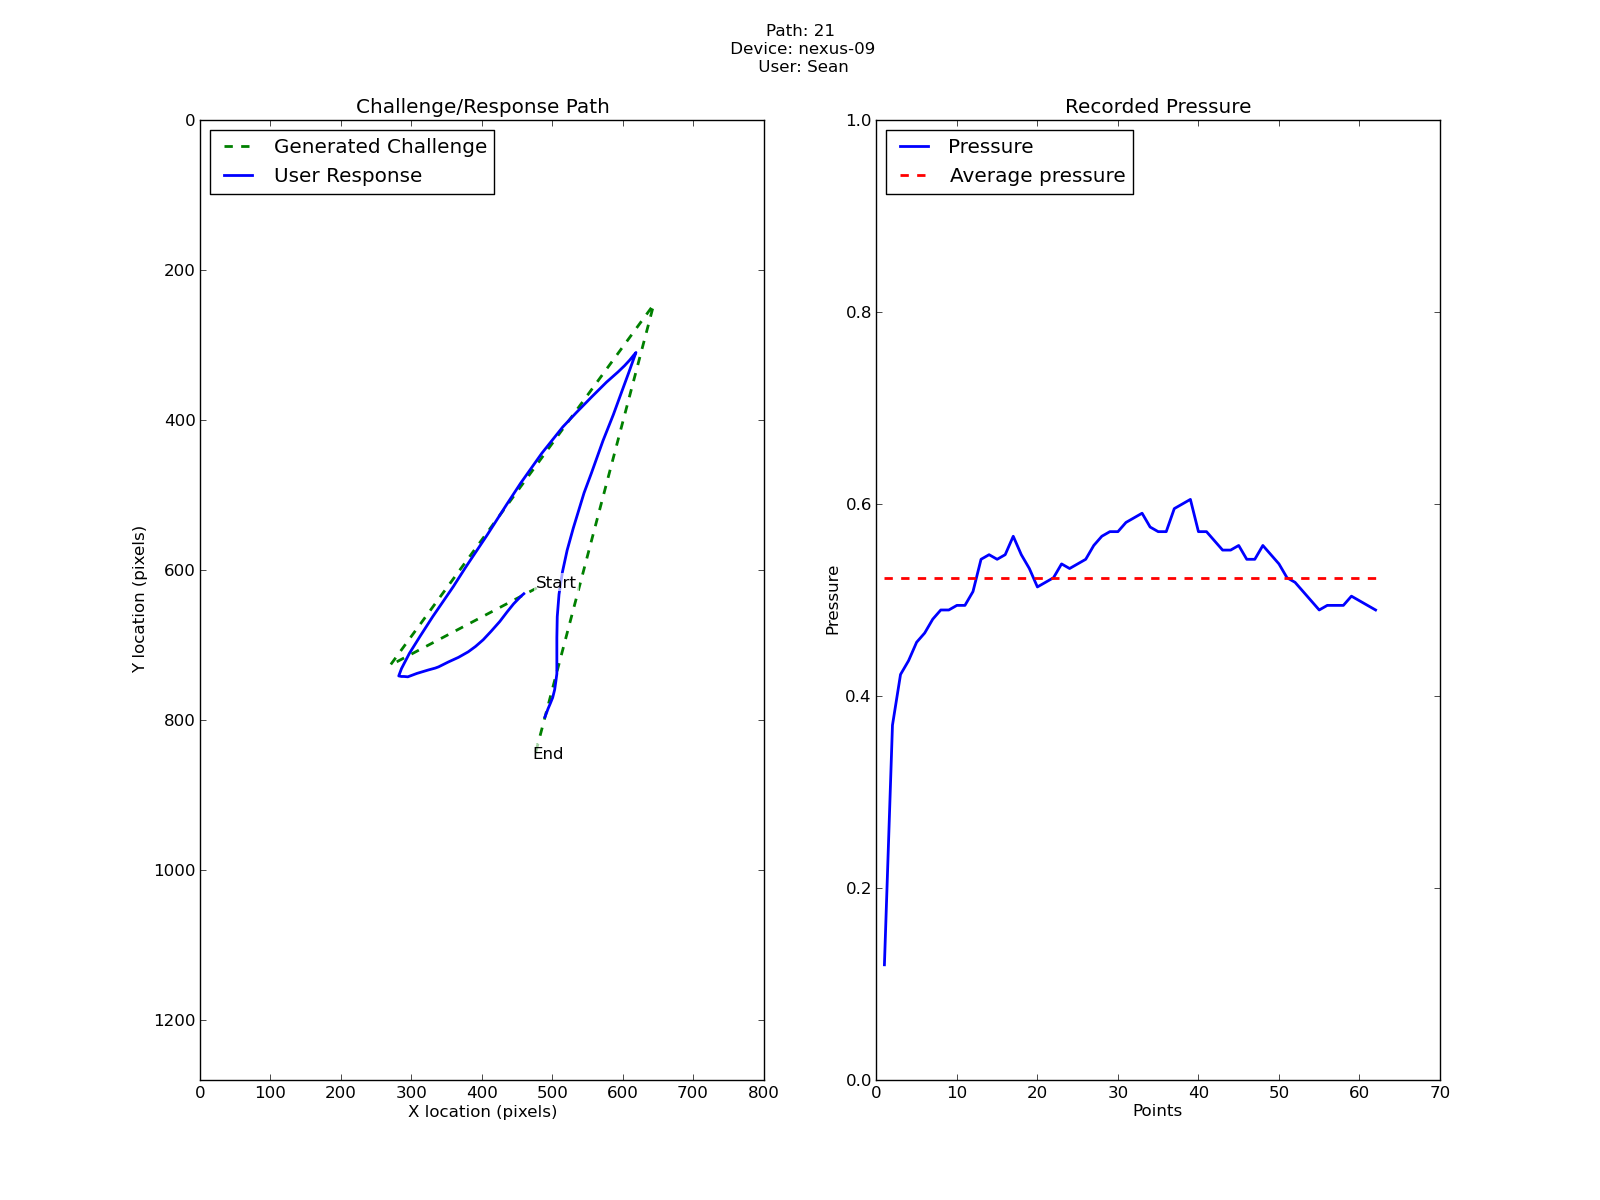 Path: 21
Device: nexus-09
User: Sean
Challenge/Response Path
Generated Challenge
User Response
Start
End
0
200
400
600
800
1000
1200
Y location (pixels)
0 100 200 300 400 500 600 700 800
X location (pixels)
Recorded Pressure
Pressure
Average pressure
1.0
0.8
0.6
0.4
0.2
0.0
Pressure
0 10 20 30 40 50 60 70
Points